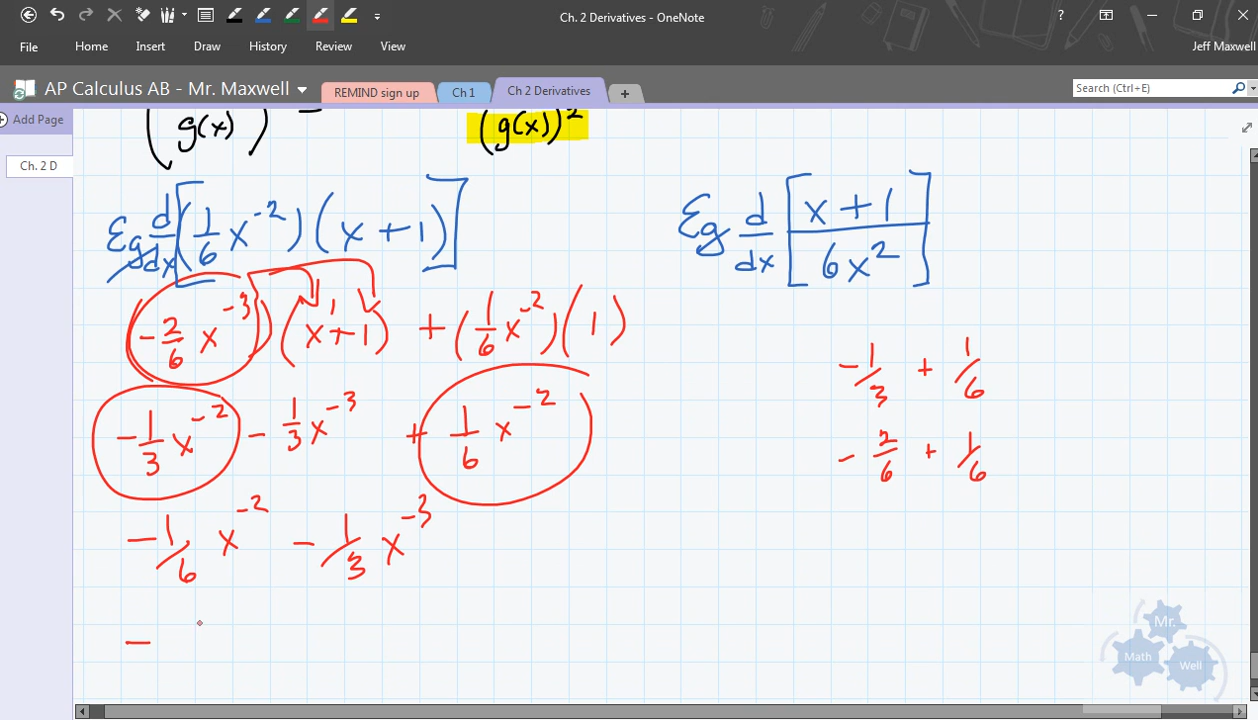 Ch. 2 Derivatives - OneNote
?
Jeff Maxwell
File Home Insert Draw History Review View
AP Calculus AB - Mr. Maxwell
REMIND sign up
Ch 1
Ch 2 Derivatives
+
Search (Ctrl+E)
Add Page
Ch. 2 D
(g(x)) =
(g(x))²
Eg d/dx [(1/6 x⁻²)(x + 1)]
Eg d/dx [(x + 1)/(6x²)]
(-2/6 x⁻³)(x¹ + 1) + (1/6 x⁻²)(1)
-1/3 + 1/6
-1/3 x⁻² - 1/3 x⁻³ + 1/6 x⁻²
-2/6 + 1/6
-1/6 x⁻² - 1/3 x⁻³
-
Mr.
Math
Well